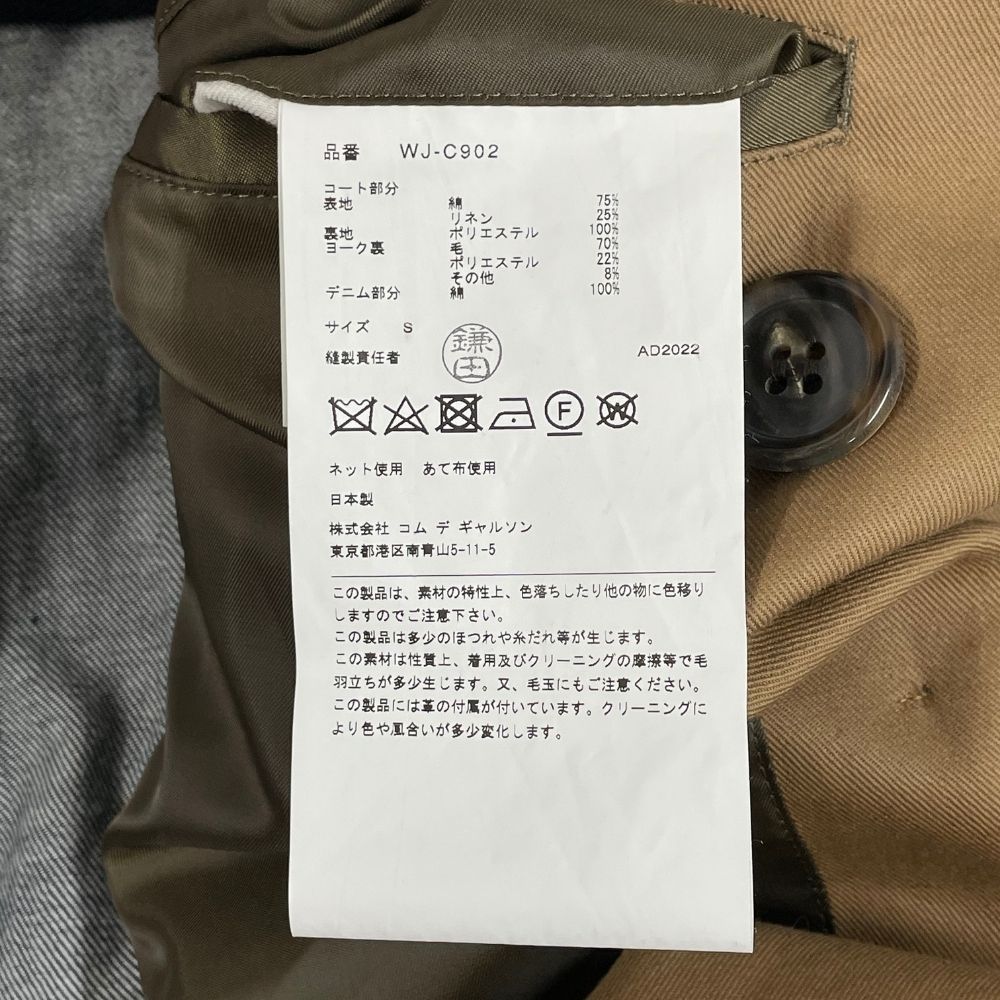 品番 WJ-C902
コート部分
表地 綿 75%
リネン 25%
裏地 ポリエステル 100%
ヨーク裏 毛 70%
ポリエステル 22%
その他 8%
デニム部分 綿 100%
サイズ S
縫製責任者 鎌田 AD2022
F W
ネット使用 あて布使用
日本製
株式会社 コム デ ギャルソン
東京都港区南青山5-11-5
この製品は、素材の特性上、色落ちしたり他の物に色移り
しますのでご注意下さい。
この製品は多少のほつれや糸だれ等が生じます。
この素材は性質上、着用及びクリーニングの摩擦等で毛
羽立ちが多少生じます。又、毛玉にもご注意ください。
この製品には革の付属が付いています。クリーニングに
より色や風合いが多少変化します。